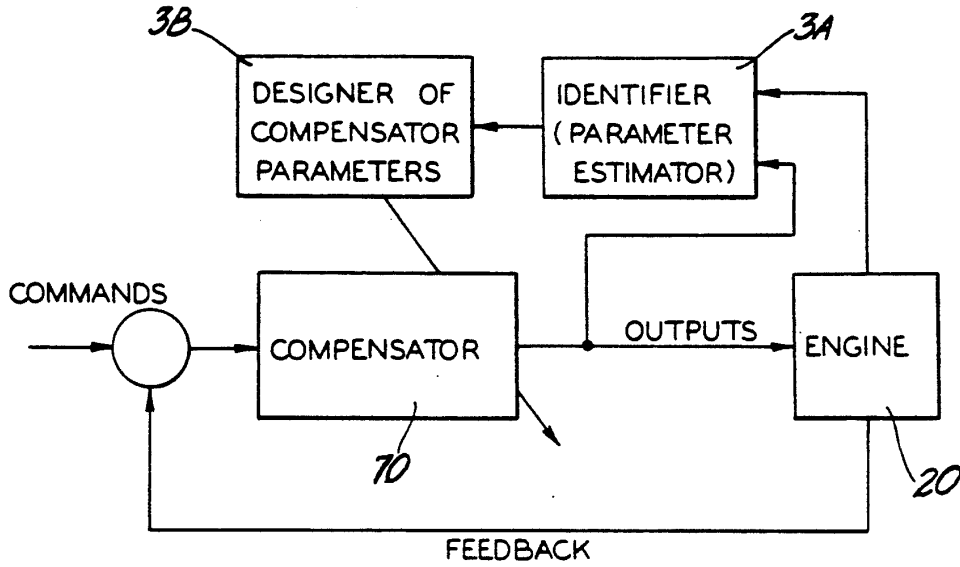 3B
3A
DESIGNER OF
COMPENSATOR
PARAMETERS
IDENTIFIER
(PARAMETER
ESTIMATOR)
COMMANDS
COMPENSATOR
OUTPUTS
ENGINE
70
20
FEEDBACK